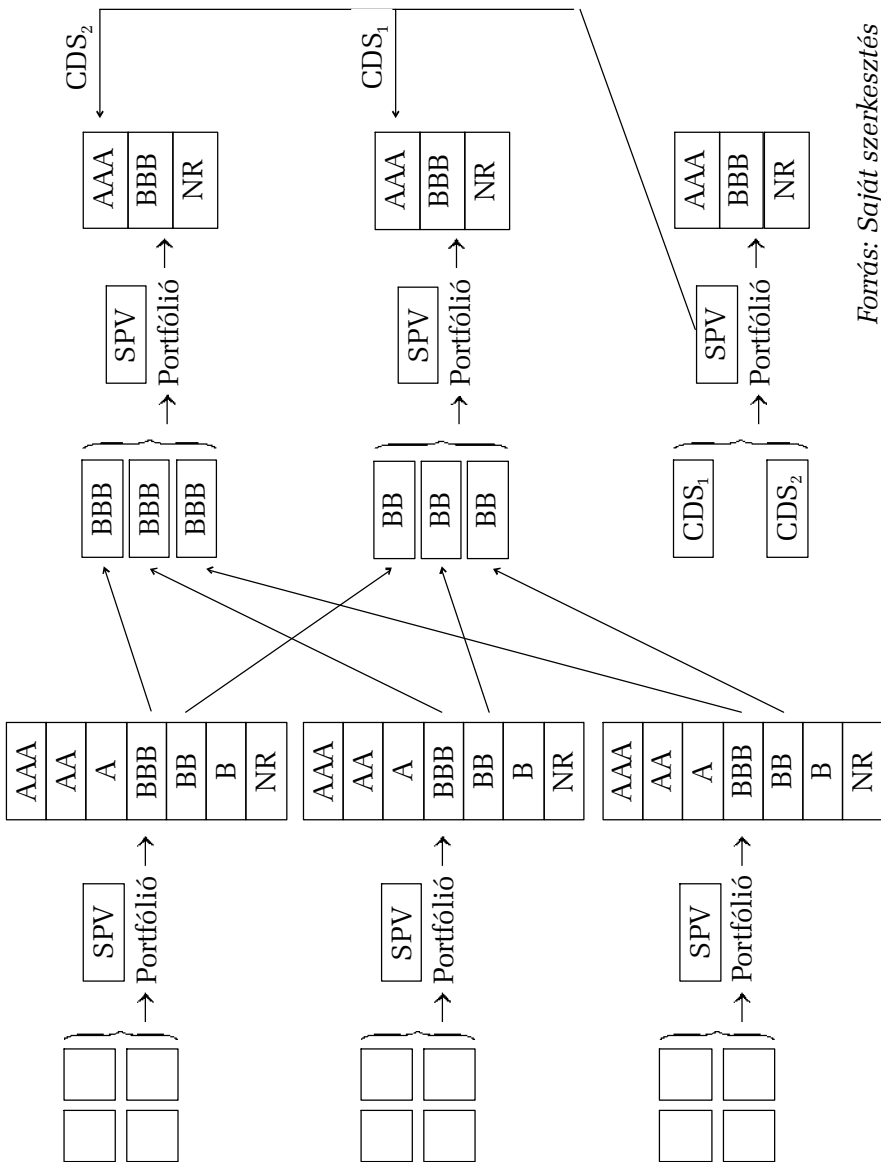 SPV
Portfólió
AAA
AA
A
BBB
BB
B
NR
BBB
BBB
BBB
SPV
Portfólió
AAA
BBB
NR
CDS₂
SPV
Portfólió
AAA
AA
A
BBB
BB
B
NR
BB
BB
BB
SPV
Portfólió
AAA
BBB
NR
CDS₁
SPV
Portfólió
AAA
AA
A
BBB
BB
B
NR
CDS₁
CDS₂
SPV
Portfólió
AAA
BBB
NR
Forrás: Saját szerkesztés